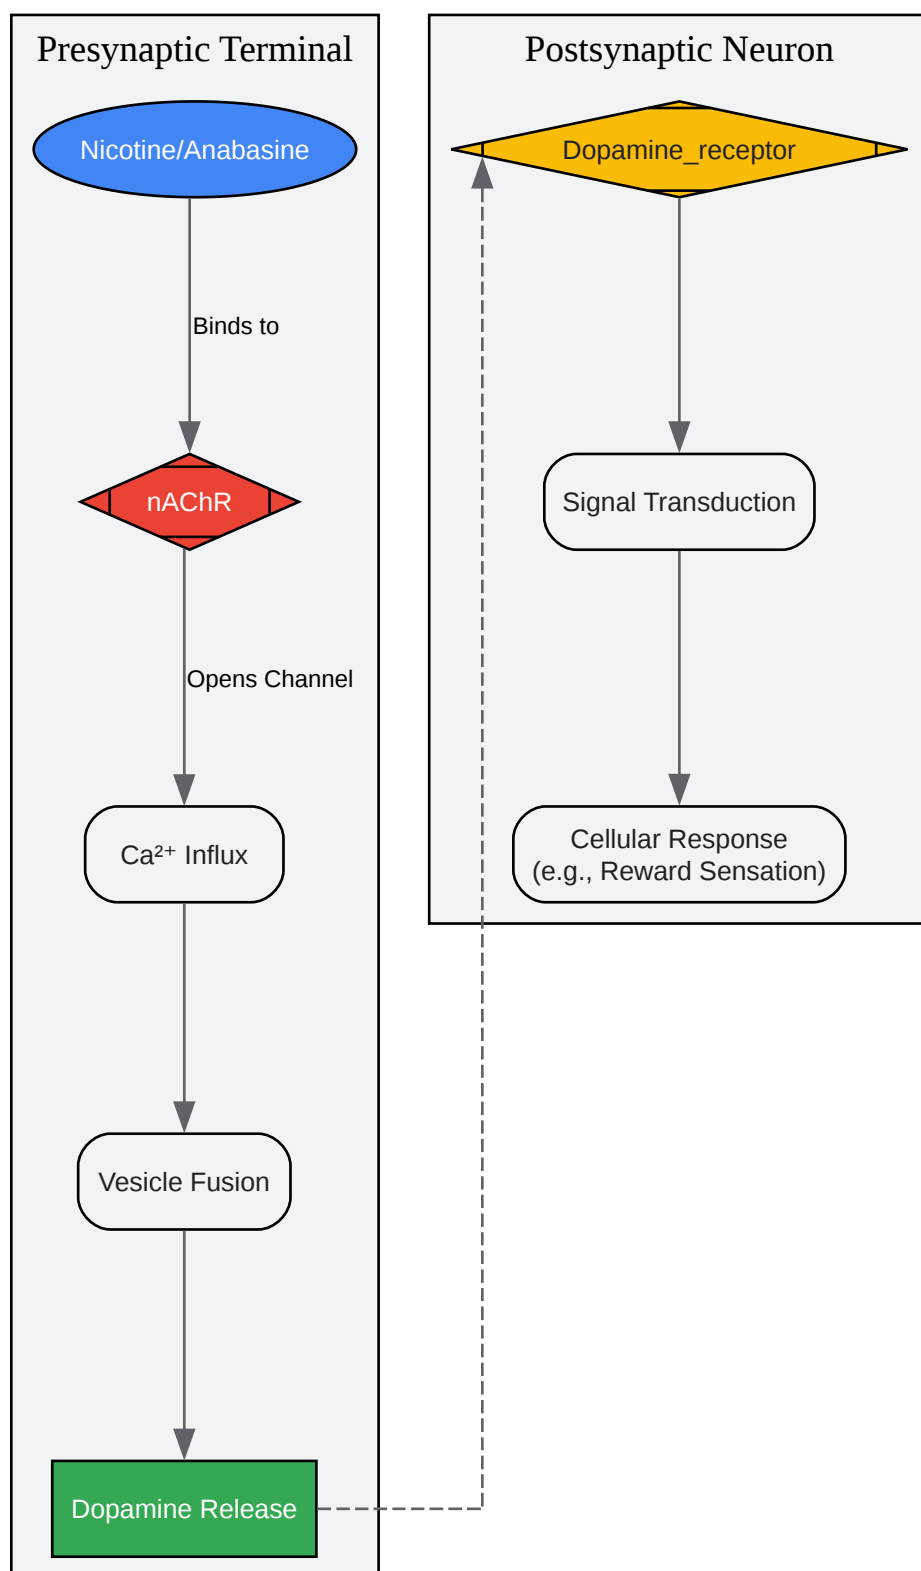 Presynaptic Terminal
Nicotine/Anabasine
Binds to
nAChR
Opens Channel
Ca²⁺ Influx
Vesicle Fusion
Dopamine Release
Postsynaptic Neuron
Dopamine_receptor
Signal Transduction
Cellular Response
(e.g., Reward Sensation)